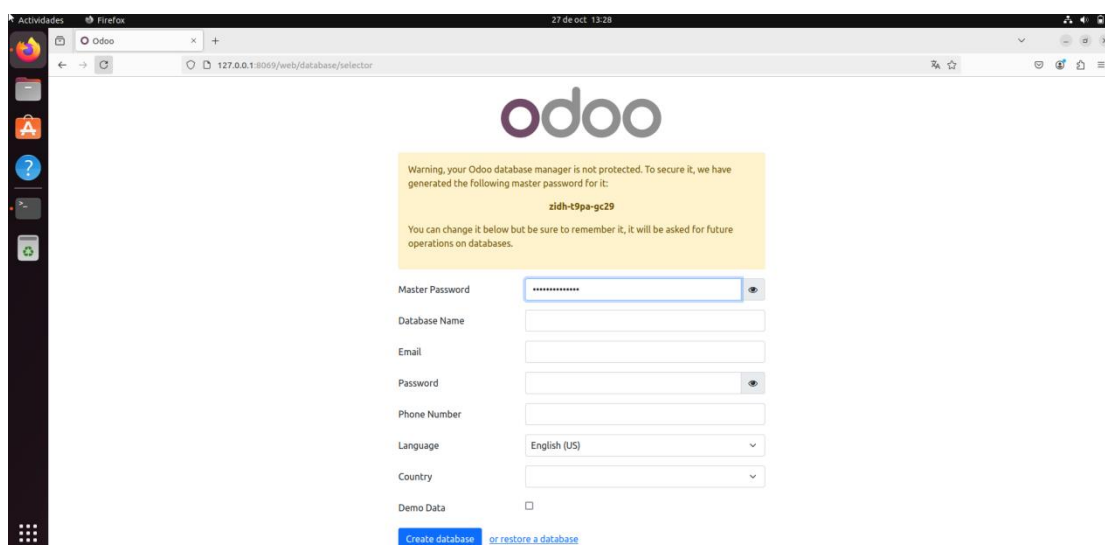 Actividades Firefox 27 de oct 13:28
Odoo
127.0.0.1:8069/web/database/selector
odoo
Warning, your Odoo database manager is not protected. To secure it, we have
generated the following master password for it:
zidh-t9pa-gc29
You can change it below but be sure to remember it, it will be asked for future
operations on databases.
Master Password ••••••••••••••
Database Name
Email
Password
Phone Number
Language English (US)
Country
Demo Data
Create database or restore a database